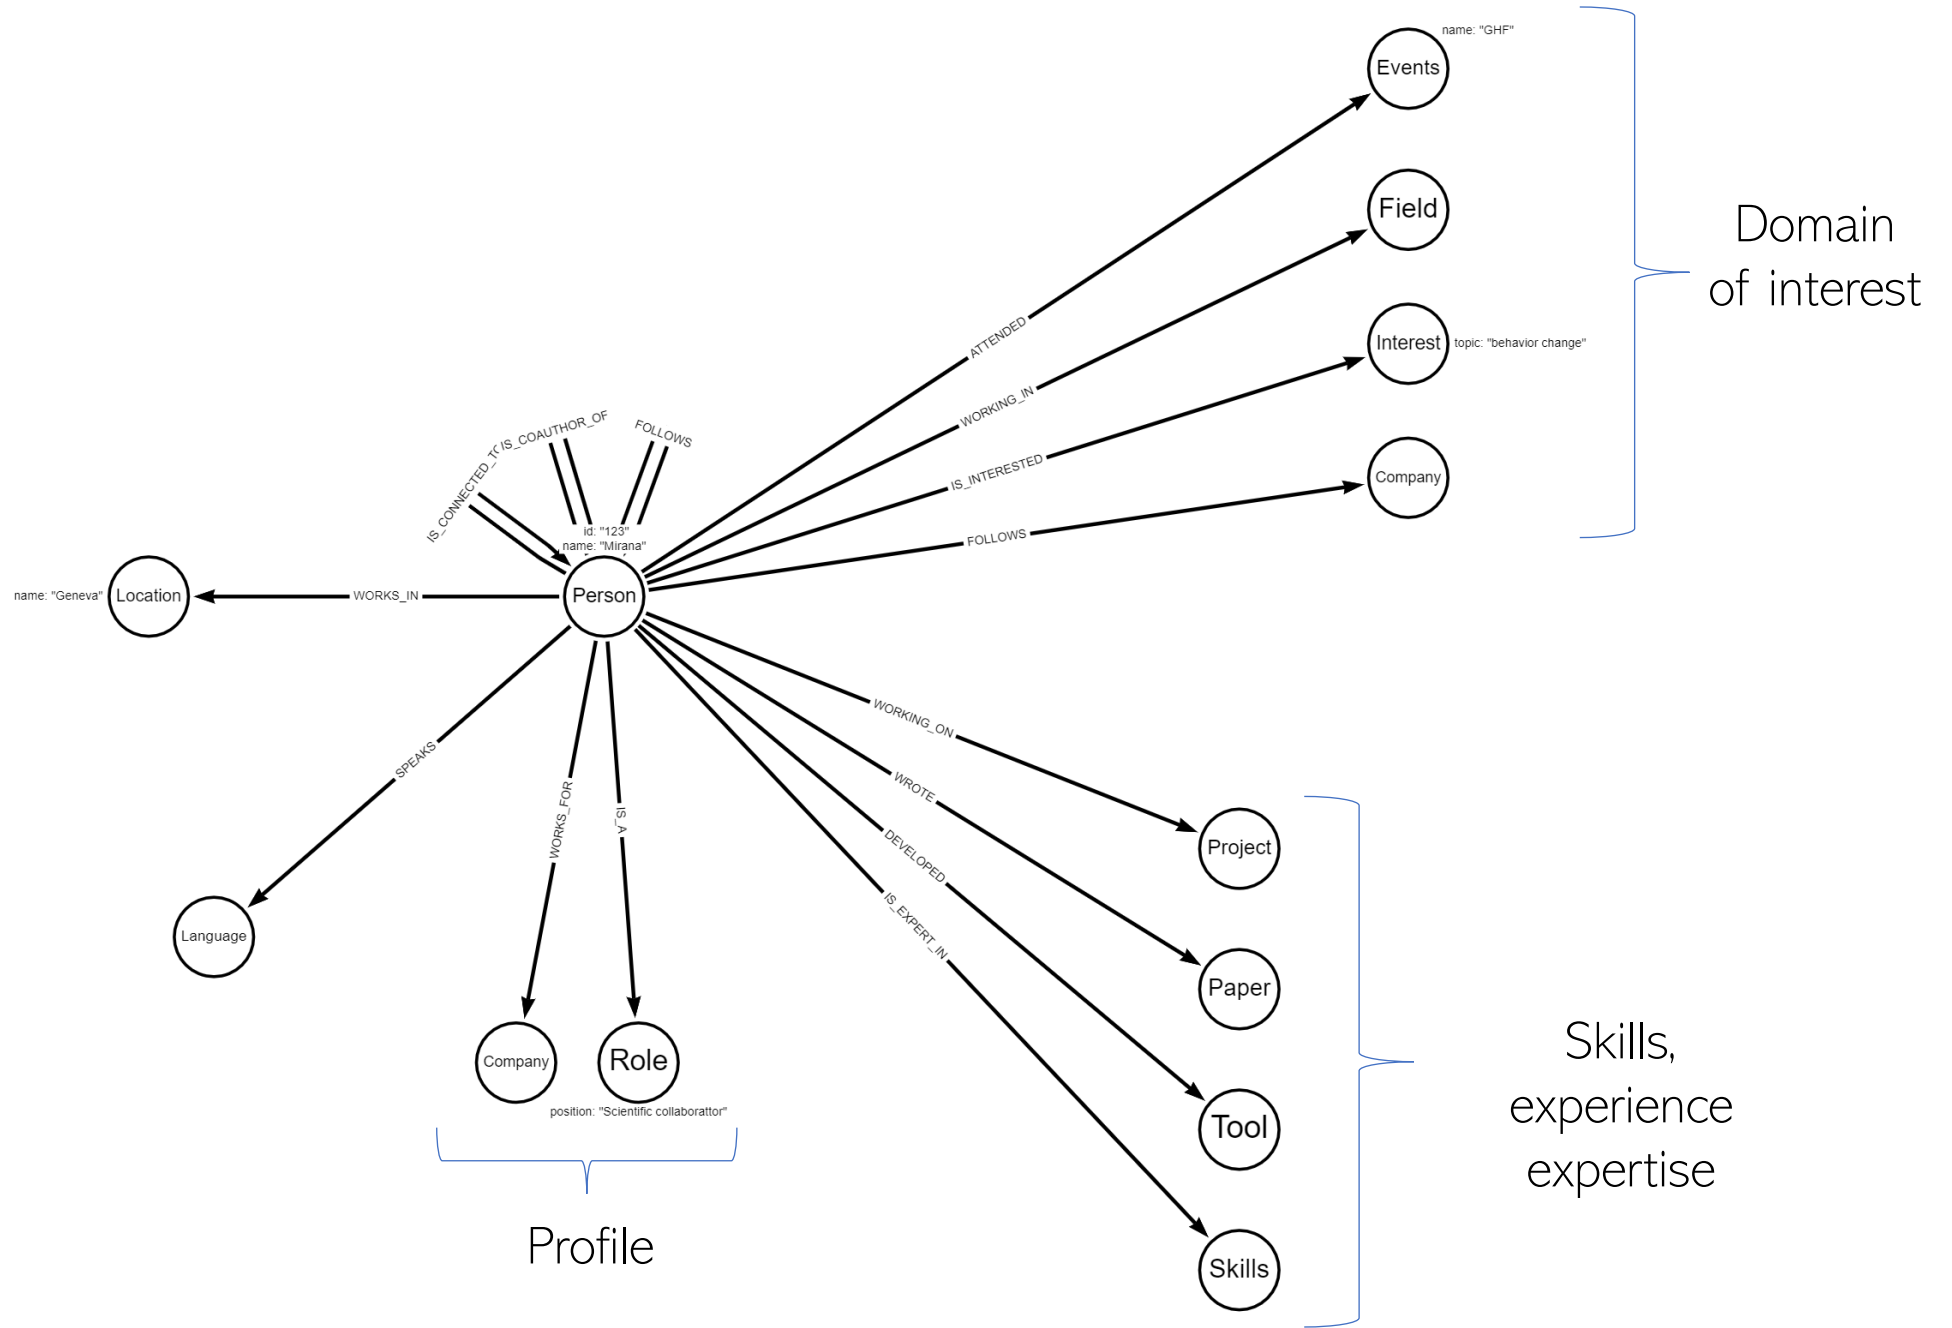 name: "GHF"
Events
Field
Domain
of interest
ATTENDED
Interest
topic: "behavior change"
WORKING_IN
IS_COAUTHOR_OF
FOLLOWS
IS_CONNECTED_TO
IS_INTERESTED
Company
id: "123"
name: "Mirana"
FOLLOWS
name: "Geneva"
Location
WORKS_IN
Person
WORKING_ON
SPEAKS
WROTE
WORKS_FOR
IS_A
DEVELOPED
Project
IS_EXPERT_IN
Language
Paper
Company
Role
position: "Scientific collaborattor"
Skills,
experience
expertise
Tool
Profile
Skills